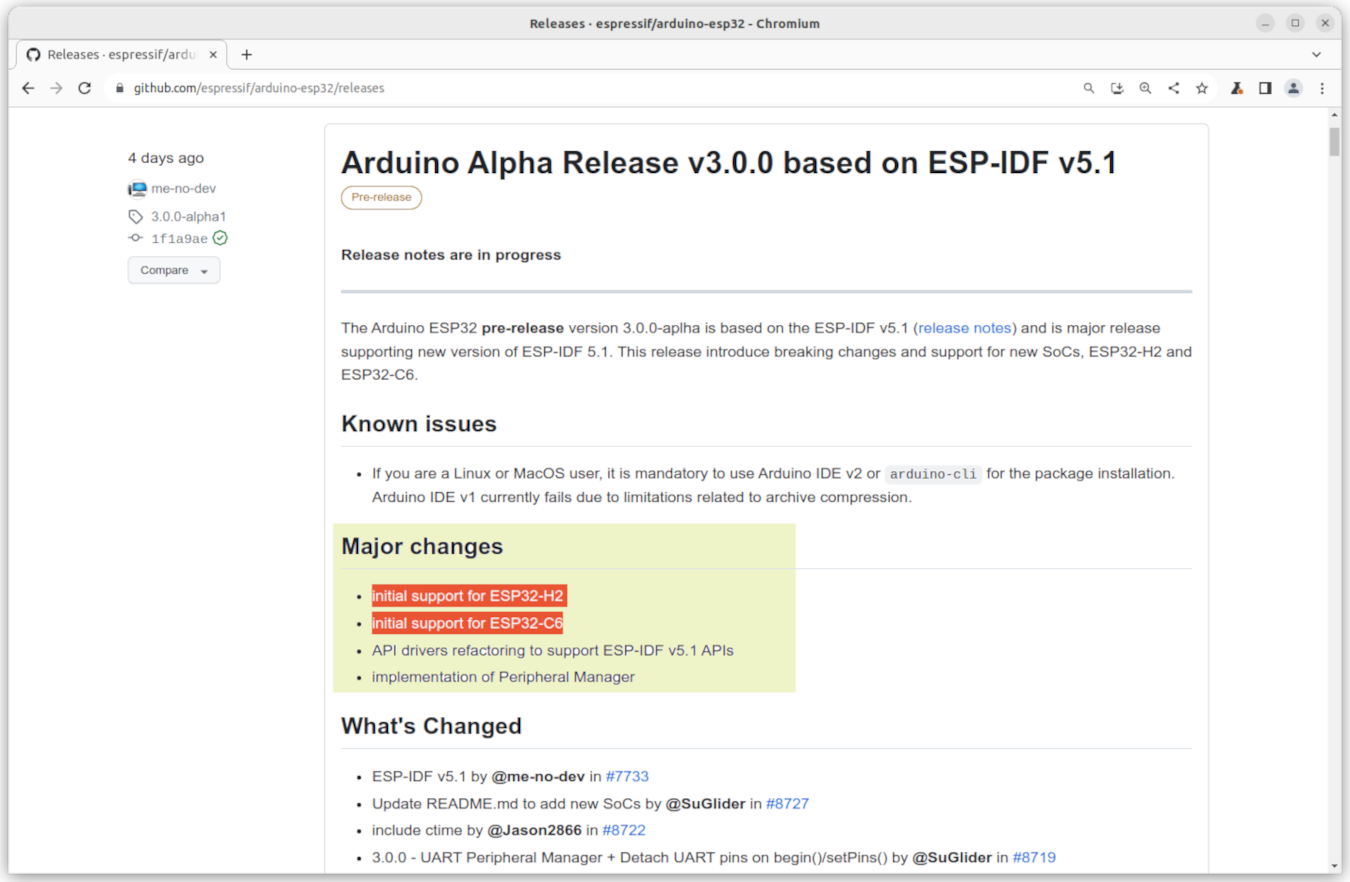 Releases · espressif/arduino-esp32 - Chromium
Releases · espressif/ardu
github.com/espressif/arduino-esp32/releases
4 days ago
me-no-dev
3.0.0-alpha1
1f1a9ae
Compare
Arduino Alpha Release v3.0.0 based on ESP-IDF v5.1
Pre-release
Release notes are in progress
The Arduino ESP32 pre-release version 3.0.0-aplha is based on the ESP-IDF v5.1 (release notes) and is major release
supporting new version of ESP-IDF 5.1. This release introduce breaking changes and support for new SoCs, ESP32-H2 and
ESP32-C6.
Known issues
• If you are a Linux or MacOS user, it is mandatory to use Arduino IDE v2 or arduino-cli for the package installation.
Arduino IDE v1 currently fails due to limitations related to archive compression.
Major changes
• initial support for ESP32-H2
• initial support for ESP32-C6
• API drivers refactoring to support ESP-IDF v5.1 APIs
• implementation of Peripheral Manager
What's Changed
• ESP-IDF v5.1 by @me-no-dev in #7733
• Update README.md to add new SoCs by @SuGlider in #8727
• include ctime by @Jason2866 in #8722
• 3.0.0 - UART Peripheral Manager + Detach UART pins on begin()/setPins() by @SuGlider in #8719